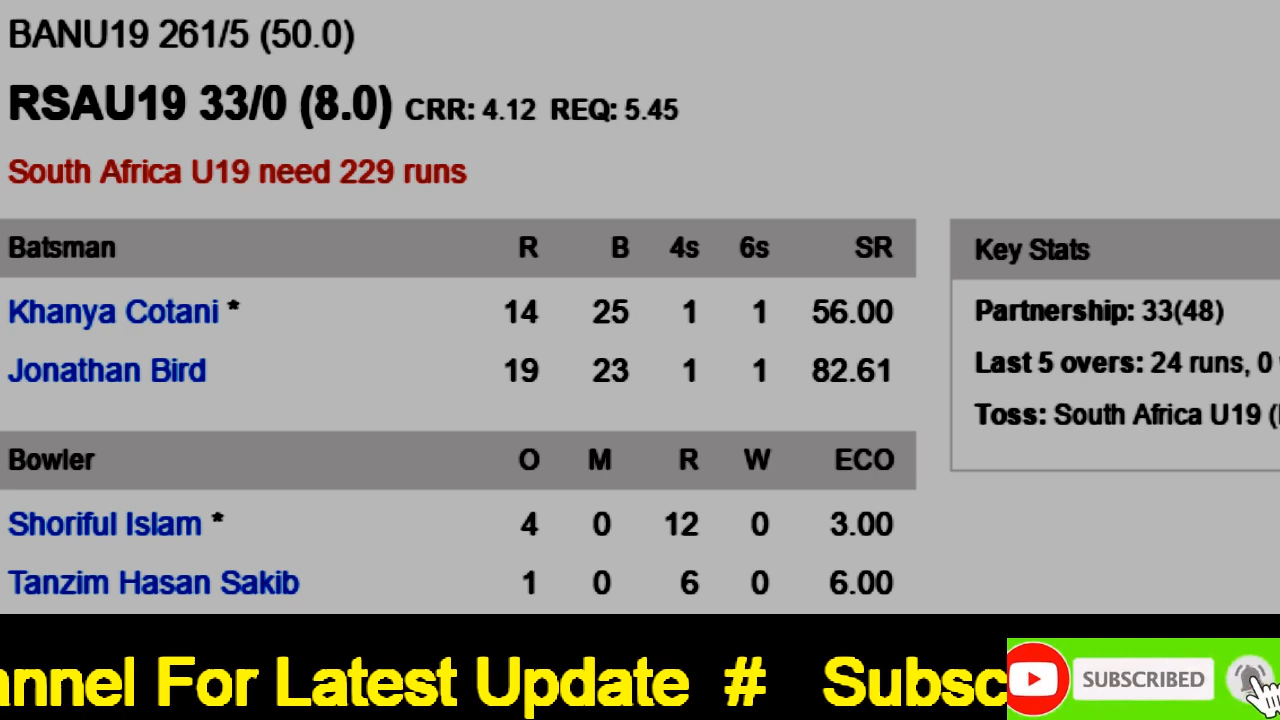 BANU19 261/5 (50.0)
RSAU19 33/0 (8.0) CRR: 4.12 REQ: 5.45
South Africa U19 need 229 runs
Batsman R B 4s 6s SR
Khanya Cotani * 14 25 1 1 56.00
Jonathan Bird 19 23 1 1 82.61
Bowler O M R W ECO
Shoriful Islam * 4 0 12 0 3.00
Tanzim Hasan Sakib 1 0 6 0 6.00
Key Stats
Partnership: 33(48)
Last 5 overs: 24 runs, 0
Toss: South Africa U19 (
annel For Latest Update # Subsc
SUBSCRIBED